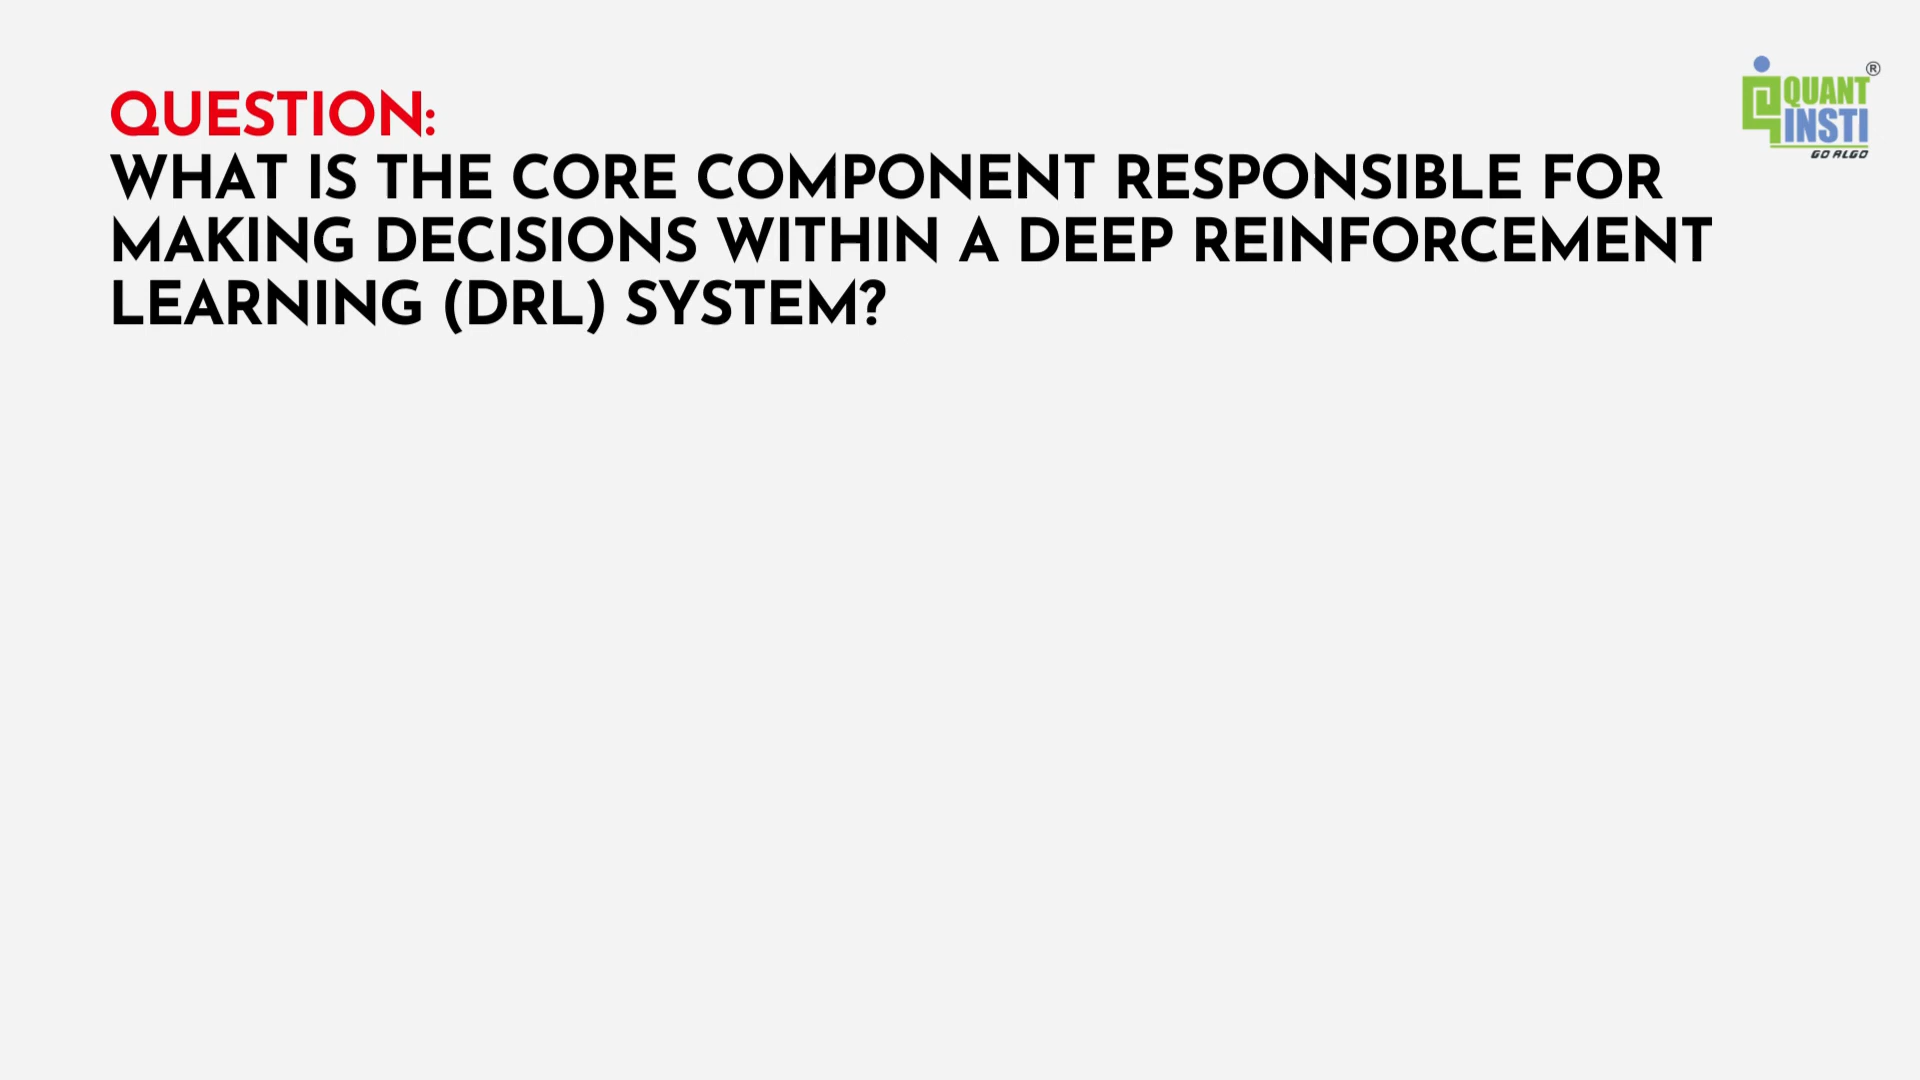 QUESTION:
WHAT IS THE CORE COMPONENT RESPONSIBLE FOR
MAKING DECISIONS WITHIN A DEEP REINFORCEMENT
LEARNING (DRL) SYSTEM?
QUANT
INSTI
GO ALGO
®